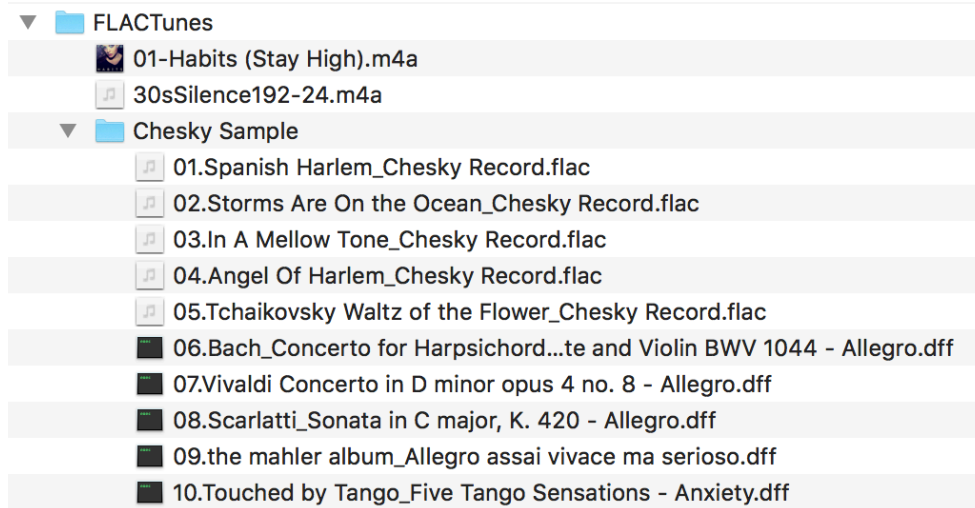 FLACTunes
01-Habits (Stay High).m4a
30sSilence192-24.m4a
Chesky Sample
01.Spanish Harlem_Chesky Record.flac
02.Storms Are On the Ocean_Chesky Record.flac
03.In A Mellow Tone_Chesky Record.flac
04.Angel Of Harlem_Chesky Record.flac
05.Tchaikovsky Waltz of the Flower_Chesky Record.flac
06.Bach_Concerto for Harpsichord...te and Violin BWV 1044 - Allegro.dff
07.Vivaldi Concerto in D minor opus 4 no. 8 - Allegro.dff
08.Scarlatti_Sonata in C major, K. 420 - Allegro.dff
09.the mahler album_Allegro assai vivace ma serioso.dff
10.Touched by Tango_Five Tango Sensations - Anxiety.dff